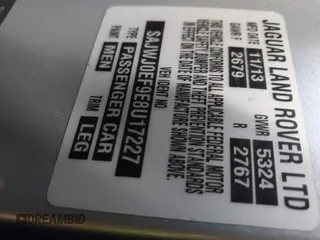 JAGUAR LAND ROVER LTD
MFD DATE 11/13 GVWR 5324
GAWR F 2679 R 2767
THIS VEHICLE CONFORMS TO ALL APPLICABLE FEDERAL MOTOR
VEHICLE SAFETY BUMPER AND THEFT PREVENTION STANDARDS
IN EFFECT ON THE DATE OF MANUFACTURE SHOWN ABOVE.
VEH IDENT NO
SAJWJ0EF9E8U17227
TYPE PASSENGER CAR
PAINT MEN TRIM LEG
DREAMBID